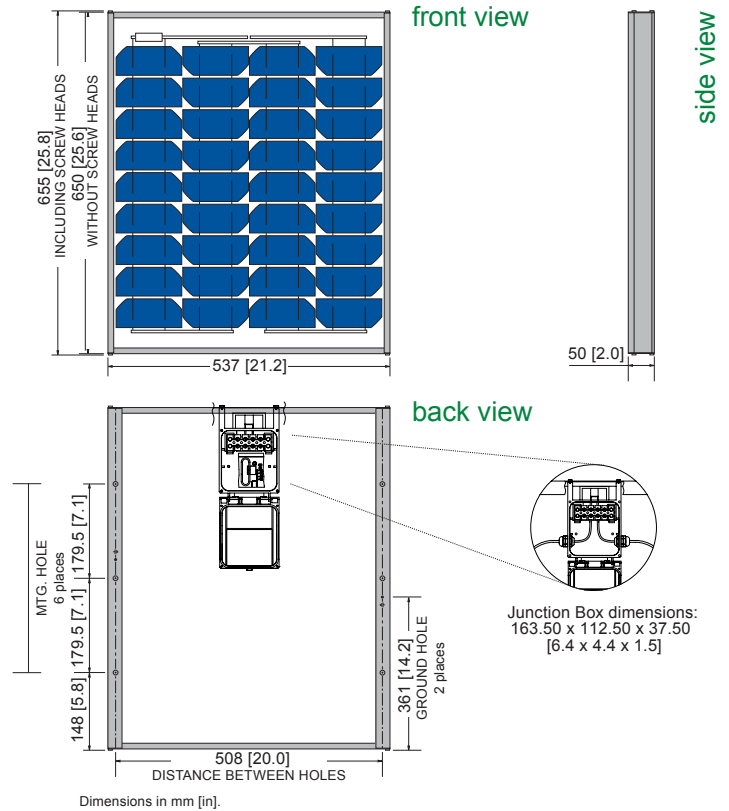 front view
side view
655 [25.8]
INCLUDING SCREW HEADS
650 [25.6]
WITHOUT SCREW HEADS
537 [21.2]
50 [2.0]
back view
MTG. HOLE
6 places
179.5 [7.1]
179.5 [7.1]
148 [5.8]
361 [14.2]
GROUND HOLE
2 places
508 [20.0]
DISTANCE BETWEEN HOLES
Junction Box dimensions:
163.50 x 112.50 x 37.50
[6.4 x 4.4 x 1.5]
Dimensions in mm [in].